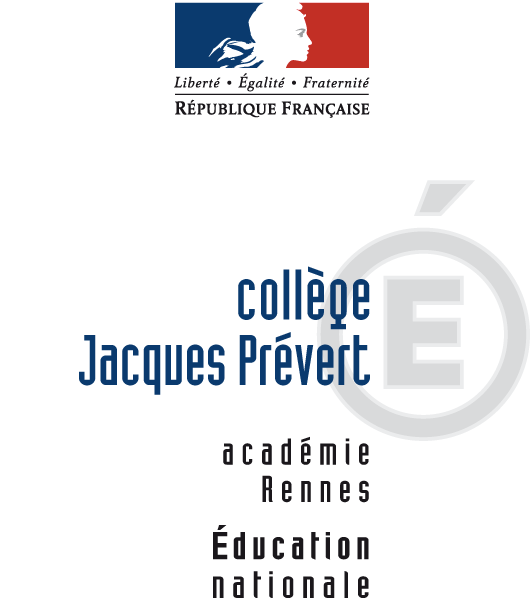 Liberté • Égalité • Fraternité
RÉPUBLIQUE FRANÇAISE
É
collège
Jacques Prévert
académie
Rennes
Éducation
nationale